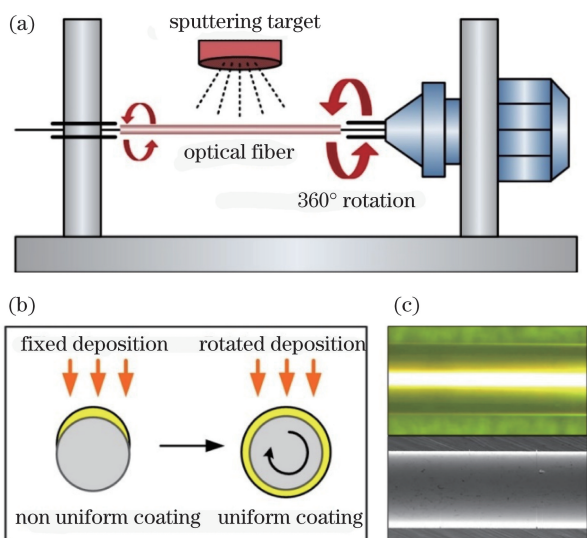 (a)
sputtering target
optical fiber
360° rotation
(b)
(c)
fixed deposition
rotated deposition
non uniform coating
uniform coating